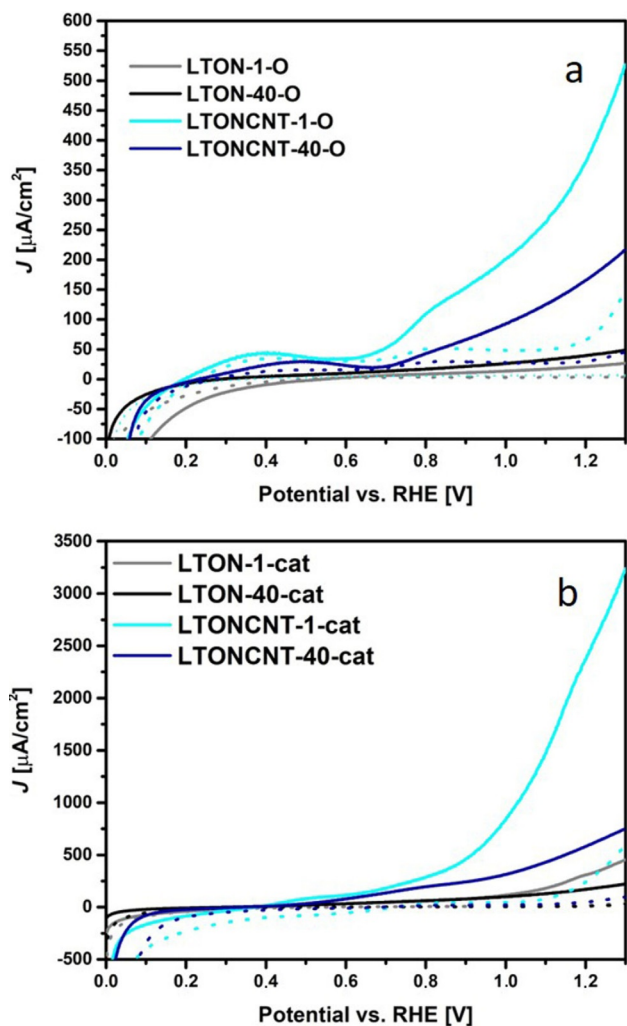 600
550
500
450
400
350
300
250
200
150
100
50
0
-50
-100
J [µA/cm²]
a
LTON-1-O
LTON-40-O
LTONCNT-1-O
LTONCNT-40-O
0.0 0.2 0.4 0.6 0.8 1.0 1.2
Potential vs. RHE [V]
3500
3000
2500
2000
1500
1000
500
0
-500
J [µA/cm²]
b
LTON-1-cat
LTON-40-cat
LTONCNT-1-cat
LTONCNT-40-cat
0.0 0.2 0.4 0.6 0.8 1.0 1.2
Potential vs. RHE [V]